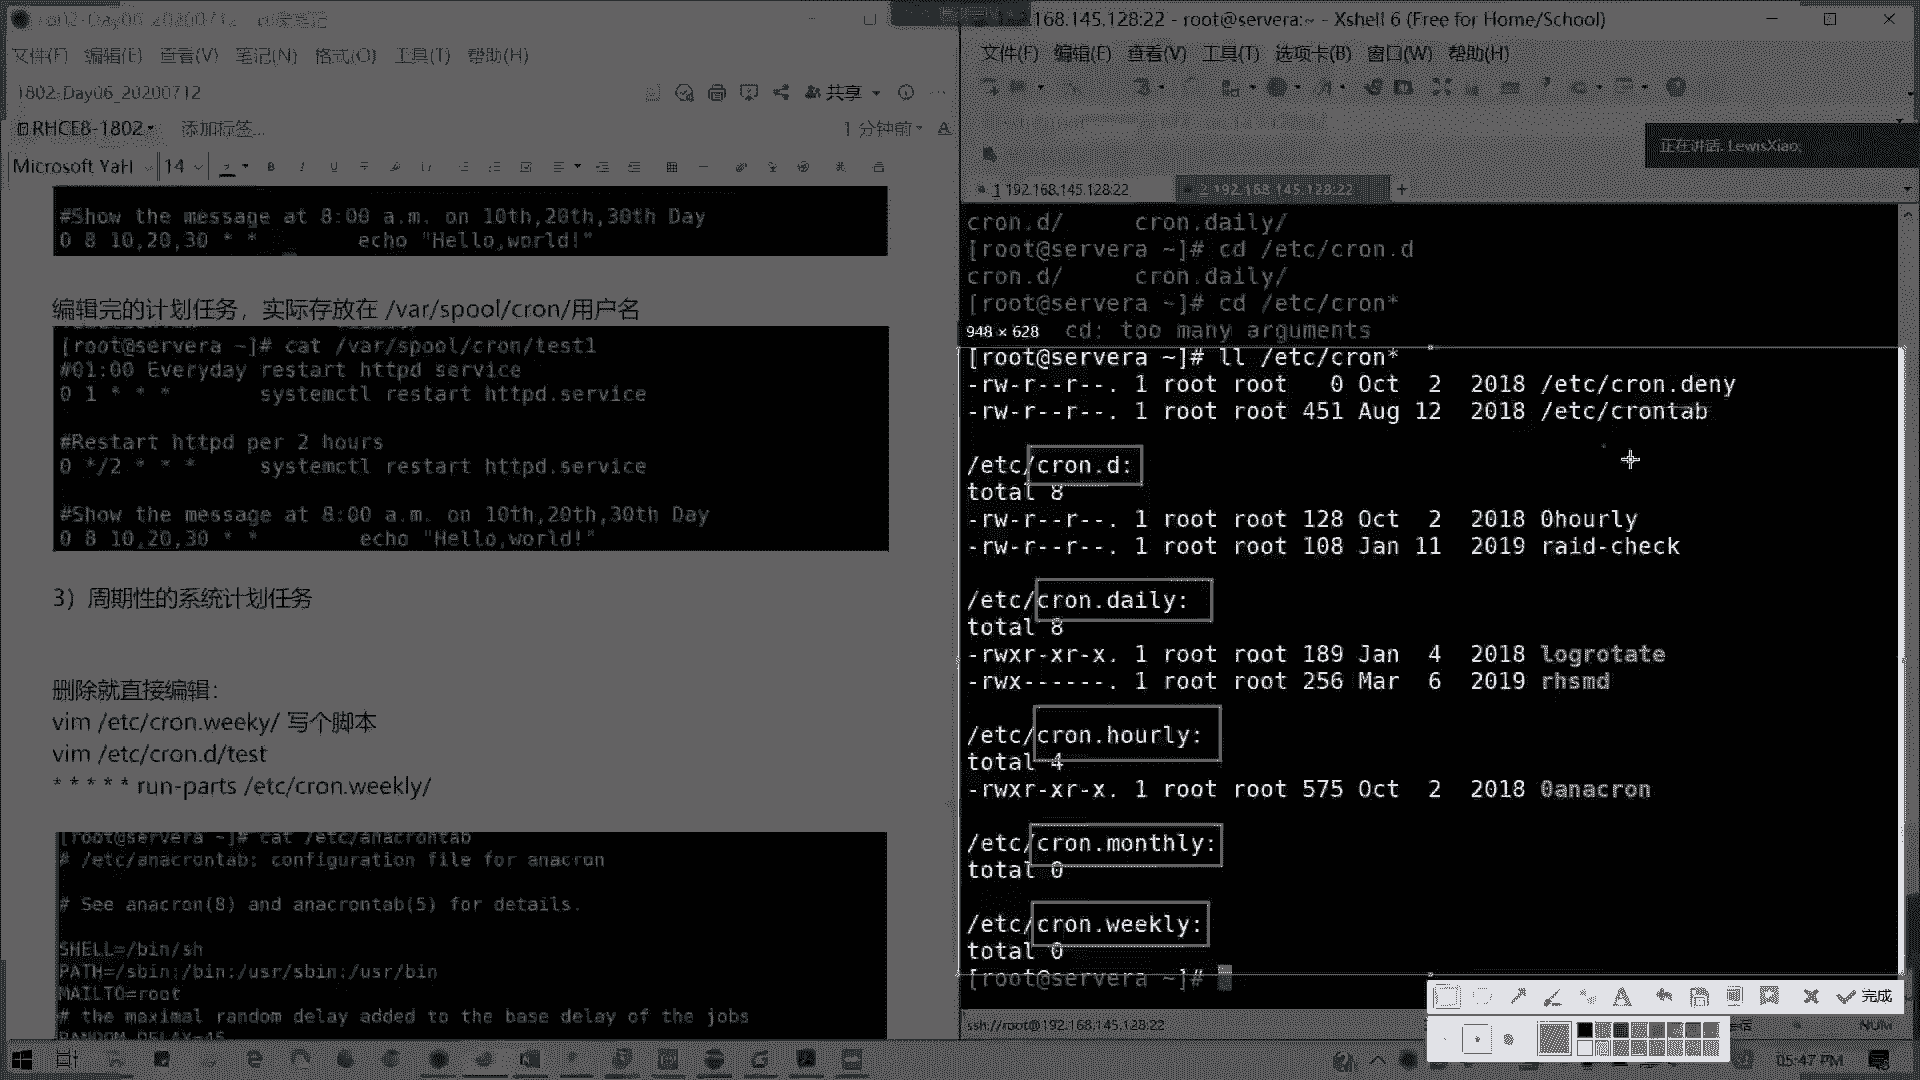 1802-Day06_20200712
文件(F) 编辑(E) 查看(V) 笔记(N) 格式(O) 工具(T) 帮助(H)
1802-Day06_20200712
共享
RHCE8-1802 添加标签...
1 分钟前
Microsoft YaH 14
#Show the message at 8:00 a.m. on 10th,20th,30th Day
0 8 10,20,30 * * echo "Hello,world!"
编辑完的计划任务，实际存放在 /var/spool/cron/用户名
[root@servera ~]# cat /var/spool/cron/test1
#01:00 Everyday restart httpd service
0 1 * * * systemctl restart httpd.service
#Restart httpd per 2 hours
0 */2 * * * systemctl restart httpd.service
#Show the message at 8:00 a.m. on 10th,20th,30th Day
0 8 10,20,30 * * echo "Hello,world!"
3）周期性的系统计划任务
删除就直接编辑：
vim /etc/cron.weeky/ 写个脚本
vim /etc/cron.d/test
* * * * * run-parts /etc/cron.weekly/
[root@servera ~]# cat /etc/anacrontab
# /etc/anacrontab: configuration file for anacron
# See anacron(8) and anacrontab(5) for details.
SHELL=/bin/sh
PATH=/sbin:/bin:/usr/sbin:/usr/bin
MAILTO=root
# the maximal random delay added to the base delay of the jobs
RANDOM_DELAY=45
.168.145.128:22 - root@servera:~ - Xshell 6 (Free for Home/School)
文件(F) 编辑(E) 查看(V) 工具(T) 选项卡(B) 窗口(W) 帮助(H)
正在讲话: LewisXiao;
1 192.168.145.128:22
2 192.168.145.128:22
cron.d/ cron.daily/
[root@servera ~]# cd /etc/cron.d
cron.d/ cron.daily/
[root@servera ~]# cd /etc/cron*
948 × 628 cd: too many arguments
[root@servera ~]# ll /etc/cron*
-rw-r--r--. 1 root root 0 Oct 2 2018 /etc/cron.deny
-rw-r--r--. 1 root root 451 Aug 12 2018 /etc/crontab
/etc/cron.d:
total 8
-rw-r--r--. 1 root root 128 Oct 2 2018 0hourly
-rw-r--r--. 1 root root 108 Jan 11 2019 raid-check
/etc/cron.daily:
total 8
-rwxr-xr-x. 1 root root 189 Jan 4 2018 logrotate
-rwx------. 1 root root 256 Mar 6 2019 rhsmd
/etc/cron.hourly:
total 4
-rwxr-xr-x. 1 root root 575 Oct 2 2018 0anacron
/etc/cron.monthly:
total 0
/etc/cron.weekly:
total 0
[root@servera ~]#
完成
ssh://root@192.168.145.128:22
NUM
05:47 PM